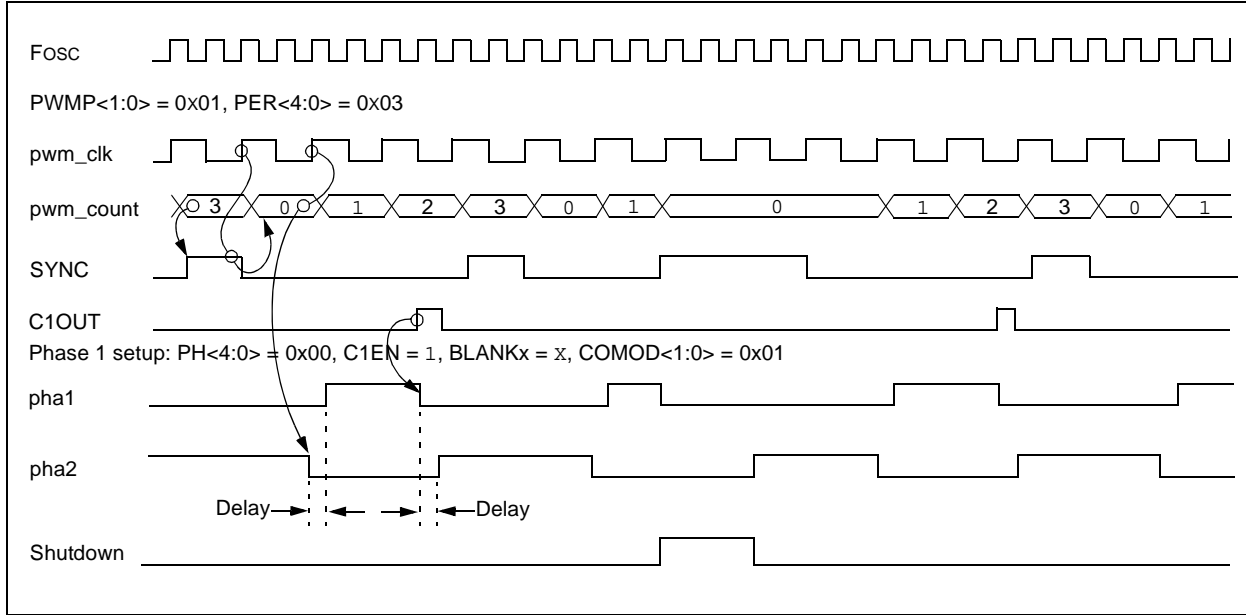 FOSC
PWMP<1:0> = 0x01, PER<4:0> = 0x03
pwm_clk
pwm_count 3 0 1 2 3 0 1 0 1 2 3 0 1
SYNC
C1OUT
Phase 1 setup: PH<4:0> = 0x00, C1EN = 1, BLANKx = X, COMOD<1:0> = 0x01
pha1
pha2
Delay Delay
Shutdown